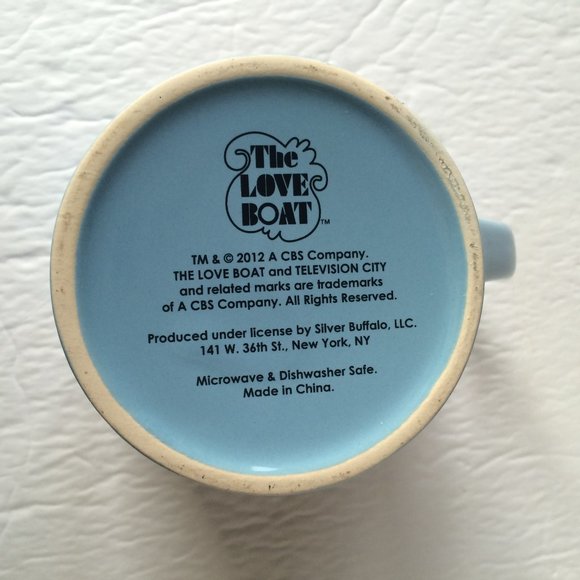 The
LOVE
BOAT™
TM & © 2012 A CBS Company.
THE LOVE BOAT and TELEVISION CITY
and related marks are trademarks
of A CBS Company. All Rights Reserved.
Produced under license by Silver Buffalo, LLC.
141 W. 36th St., New York, NY
Microwave & Dishwasher Safe.
Made in China.